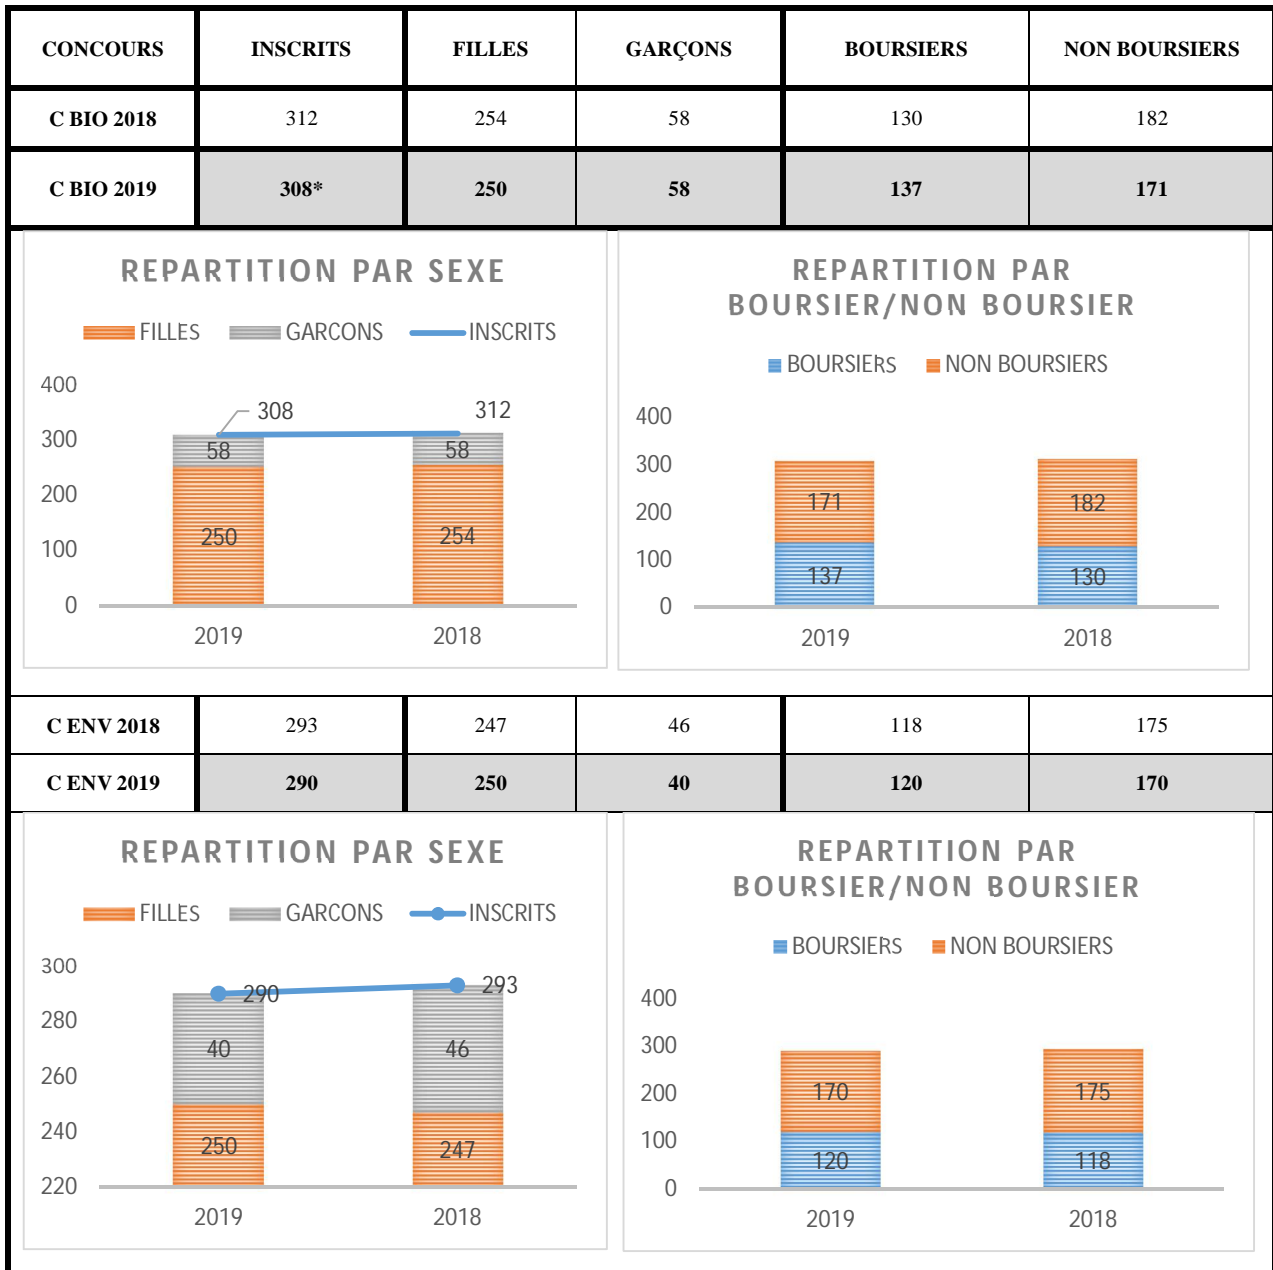 CONCOURS INSCRITS FILLES GARÇONS BOURSIERS NON BOURSIERS
C BIO 2018 312 254 58 130 182
C BIO 2019 308* 250 58 137 171
REPARTITION PAR SEXE
FILLES GARCONS INSCRITS
400
300
200
100
0
308
312
58
58
250
254
2019 2018
REPARTITION PAR
BOURSIER/NON BOURSIER
BOURSIERS NON BOURSIERS
400
300
200
100
0
171
182
137
130
2019 2018
C ENV 2018 293 247 46 118 175
C ENV 2019 290 250 40 120 170
REPARTITION PAR SEXE
FILLES GARCONS INSCRITS
300
280
260
240
220
290
293
40
46
250
247
2019 2018
REPARTITION PAR
BOURSIER/NON BOURSIER
BOURSIERS NON BOURSIERS
400
300
200
100
0
170
175
120
118
2019 2018